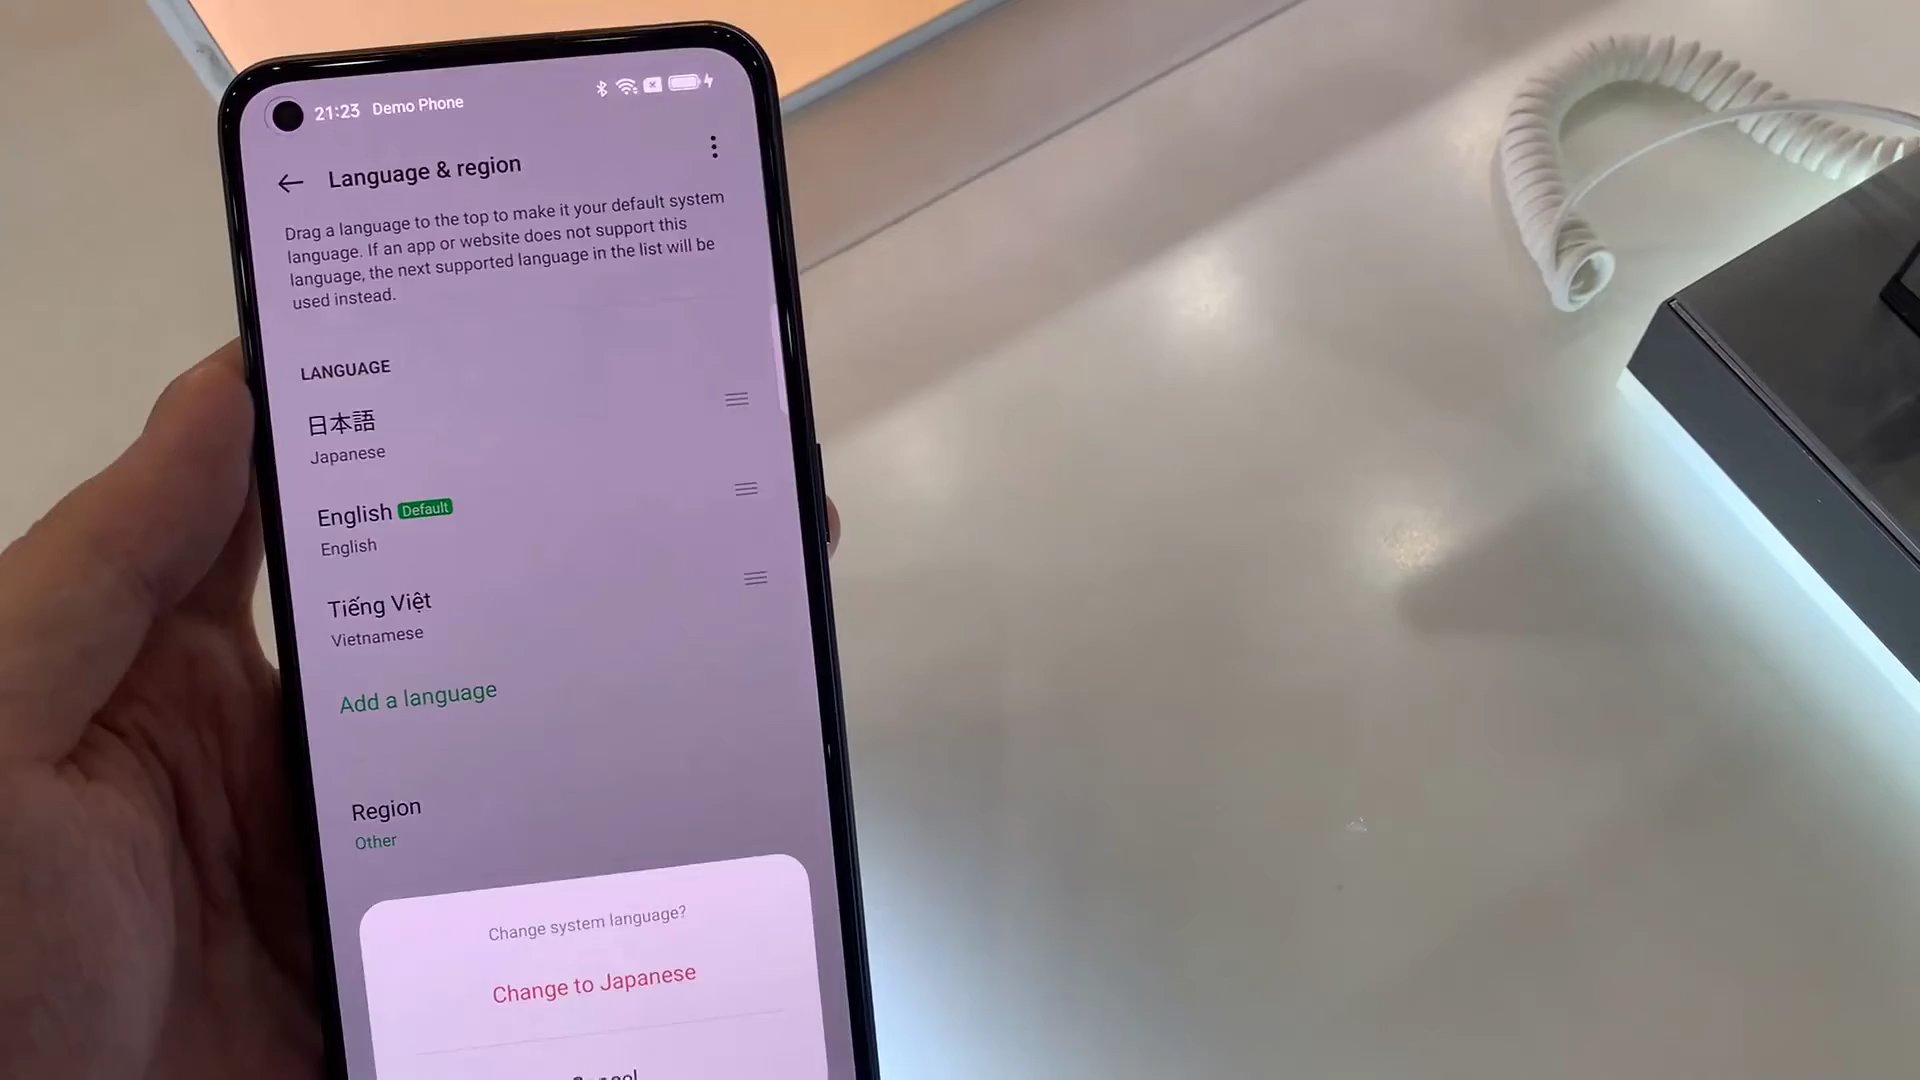 21:23 Demo Phone
Language & region
Drag a language to the top to make it your default system
language. If an app or website does not support this
language, the next supported language in the list will be
used instead.
LANGUAGE
日本語
Japanese
English Default
English
Tiếng Việt
Vietnamese
Add a language
Region
Other
Change system language?
Change to Japanese
Cancel